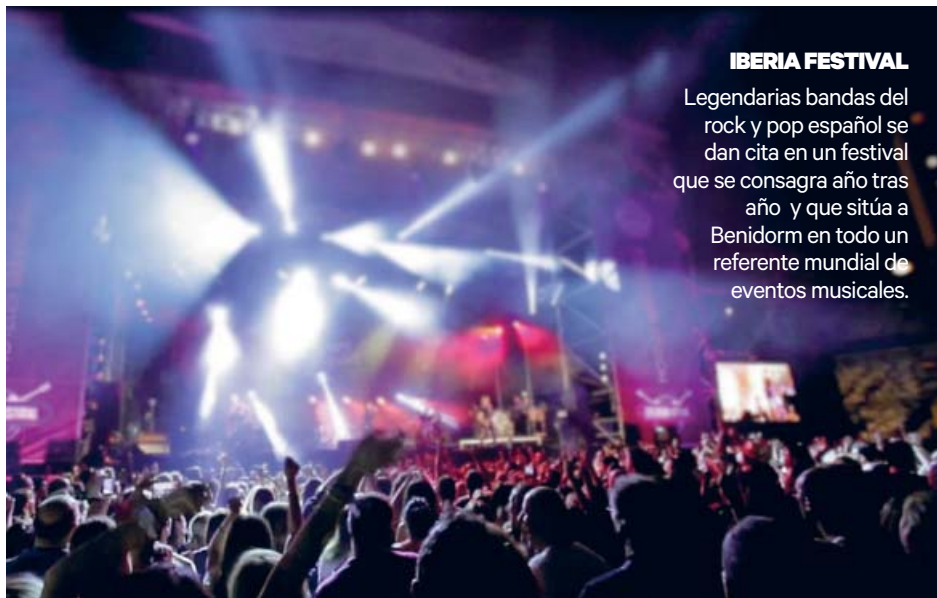 IBERIA FESTIVAL
Legendarias bandas del
rock y pop español se
dan cita en un festival
que se consagra año tras
año y que sitúa a
Benidorm en todo un
referente mundial de
eventos musicales.